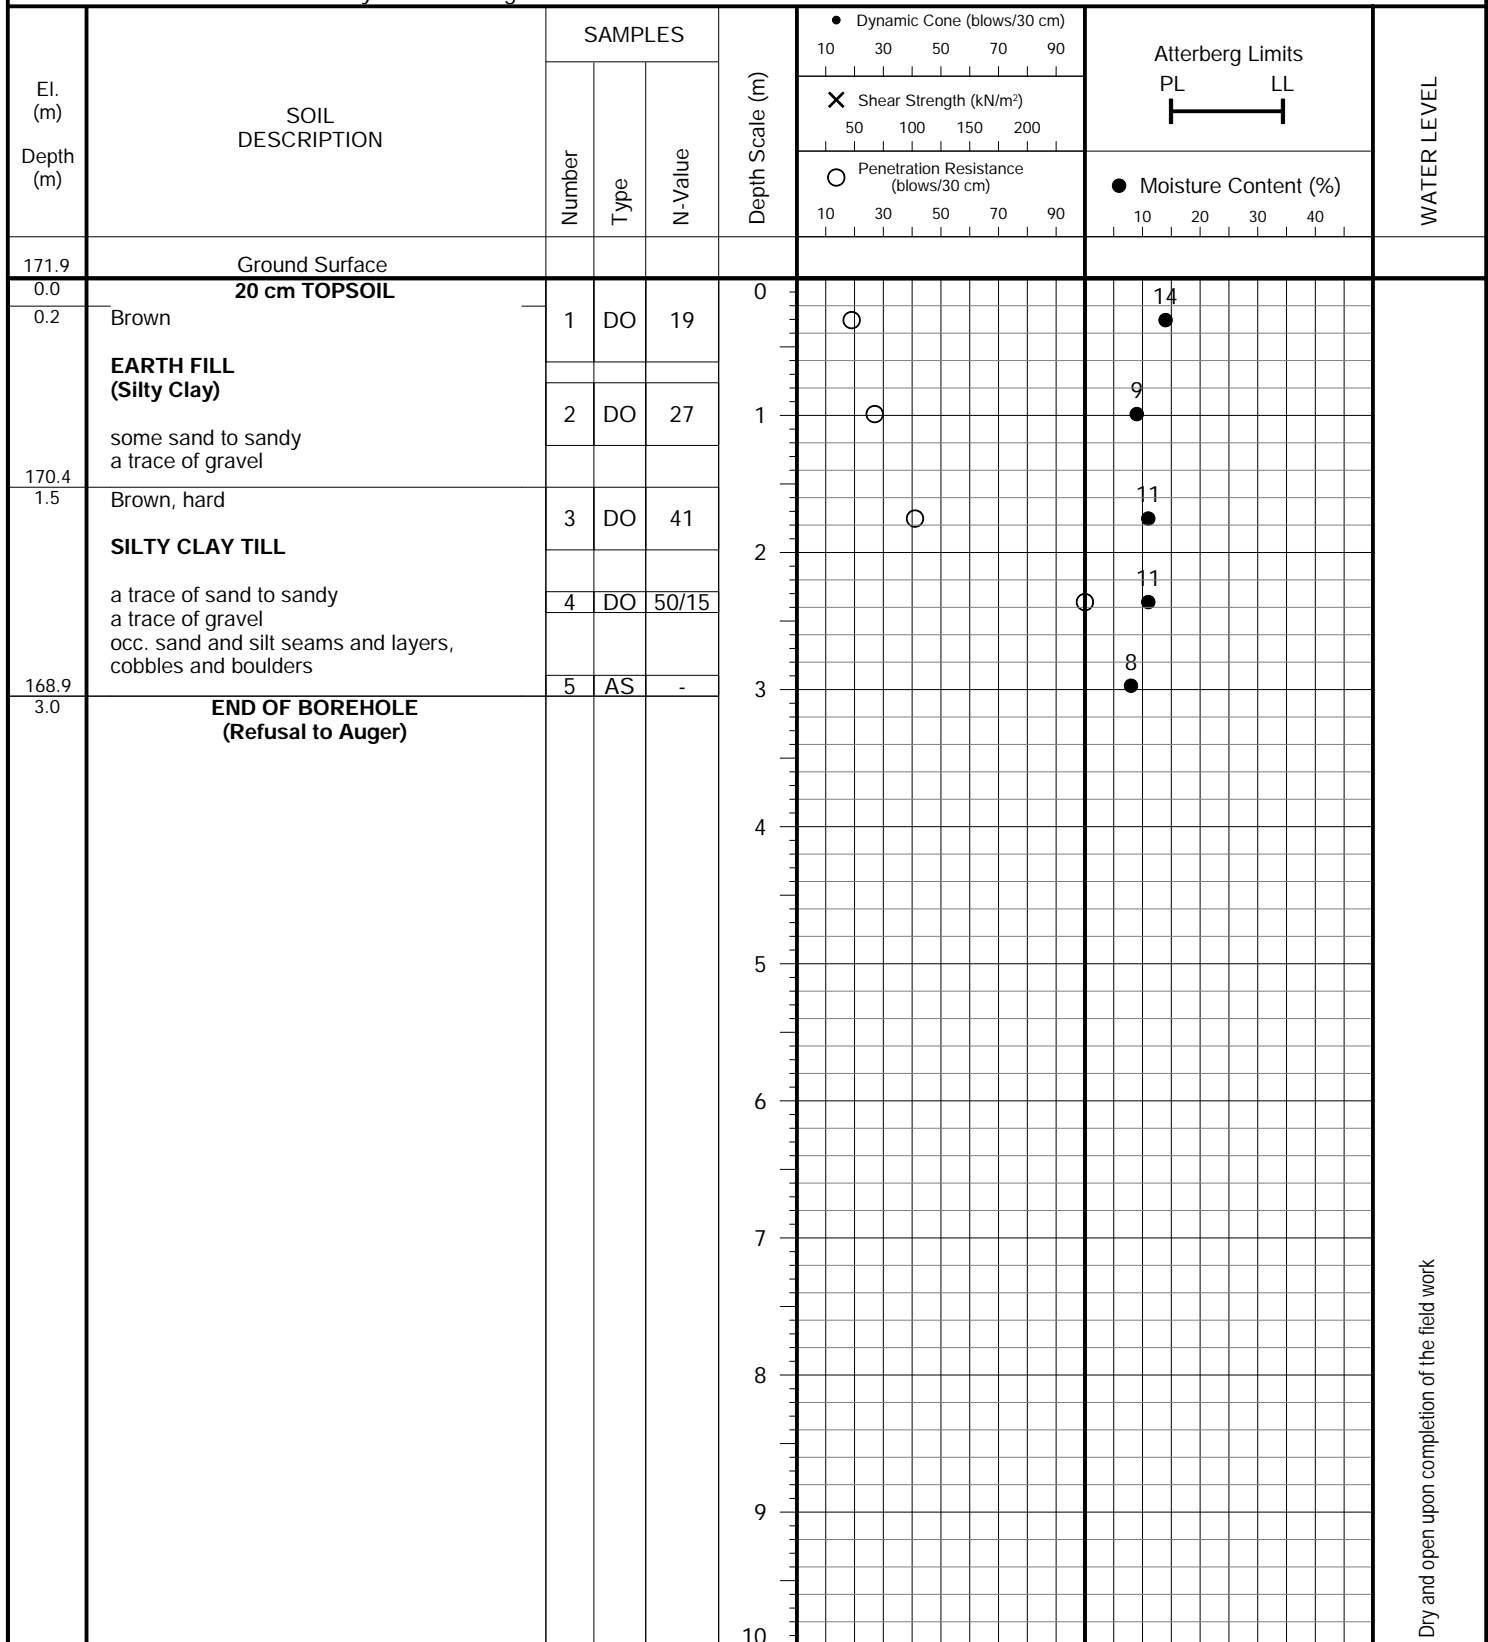 El.
(m)
Depth
(m)
SOIL
DESCRIPTION
SAMPLES
Number
Type
N-Value
Depth Scale (m)
● Dynamic Cone (blows/30 cm)
10 30 50 70 90
✕ Shear Strength (kN/m²)
50 100 150 200
○ Penetration Resistance
(blows/30 cm)
10 30 50 70 90
Atterberg Limits
PL LL
● Moisture Content (%)
10 20 30 40
WATER LEVEL
171.9 Ground Surface
0.0 20 cm TOPSOIL 0
14
0.2 Brown 1 DO 19
EARTH FILL
(Silty Clay)
9
2 DO 27 1
some sand to sandy
a trace of gravel
170.4
1.5 Brown, hard
11
3 DO 41
SILTY CLAY TILL
2
11
a trace of sand to sandy
4 DO 50/15
a trace of gravel
occ. sand and silt seams and layers,
cobbles and boulders
8
168.9 5 AS - 3
3.0 END OF BOREHOLE
(Refusal to Auger)
4
5
6
7
8
9
10
Dry and open upon completion of the field work